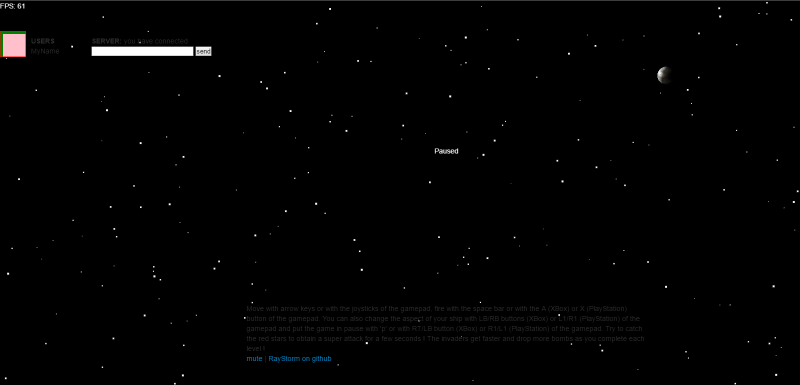 FPS: 61
USERS
MyName
SERVER: you have connected
send
Paused
Move with arrow keys or with the joysticks of the gamepad, fire with the space bar or with the A (XBox) or X (PlayStation)
button of the gamepad. You can also change the aspect of your ship with LB/RB buttons (XBox) or L1/R1 (PlayStation) of the
gamepad and put the game in pause with 'p' or with RT/LB button (XBox) or R1/L1 (PlayStation) of the gamepad. Try to catch
the red stars to obtain a super attack for a few seconds ! The invaders get faster and drop more bombs as you complete each
level !
mute | RayStorm on github